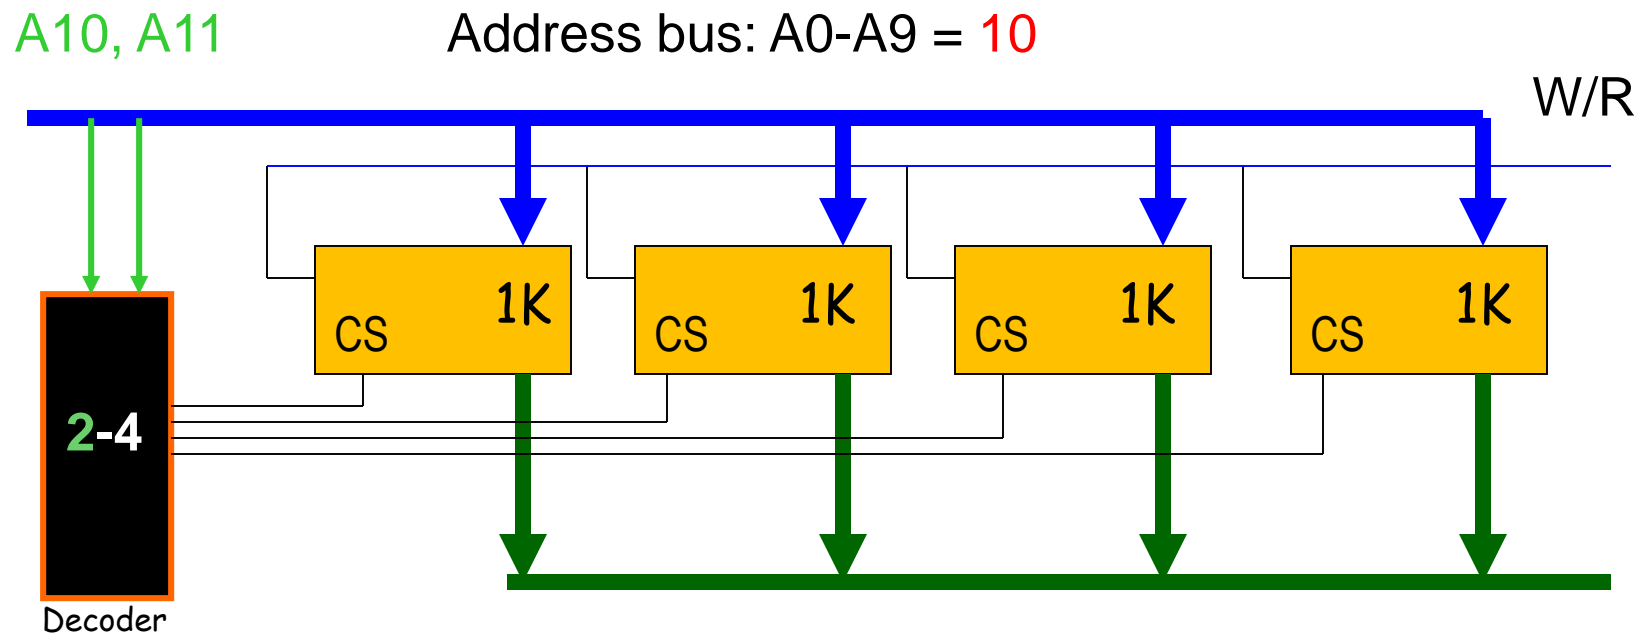 A10, A11
Address bus: A0-A9 = 10
W/R
1K
CS
1K
CS
1K
CS
1K
CS
2-4
Decoder